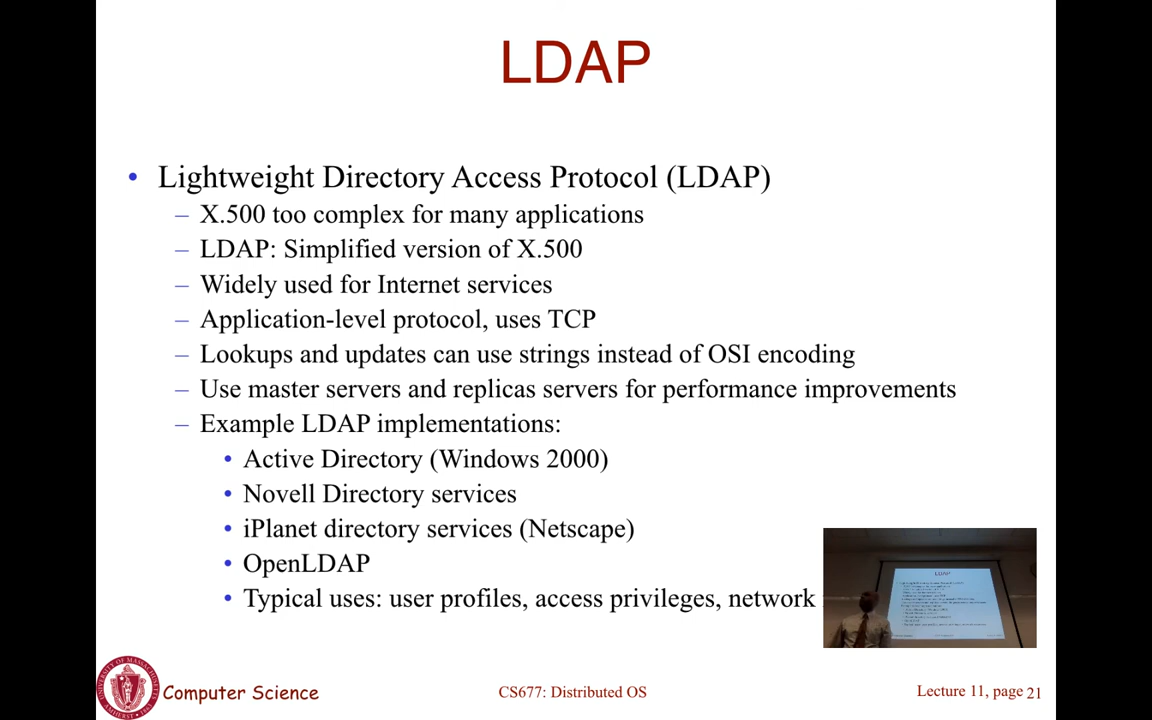 LDAP
• Lightweight Directory Access Protocol (LDAP)
– X.500 too complex for many applications
– LDAP: Simplified version of X.500
– Widely used for Internet services
– Application-level protocol, uses TCP
– Lookups and updates can use strings instead of OSI encoding
– Use master servers and replicas servers for performance improvements
– Example LDAP implementations:
• Active Directory (Windows 2000)
• Novell Directory services
• iPlanet directory services (Netscape)
• OpenLDAP
• Typical uses: user profiles, access privileges, network
LDAP
Computer Science
CS677: Distributed OS
Lecture 11, page 21